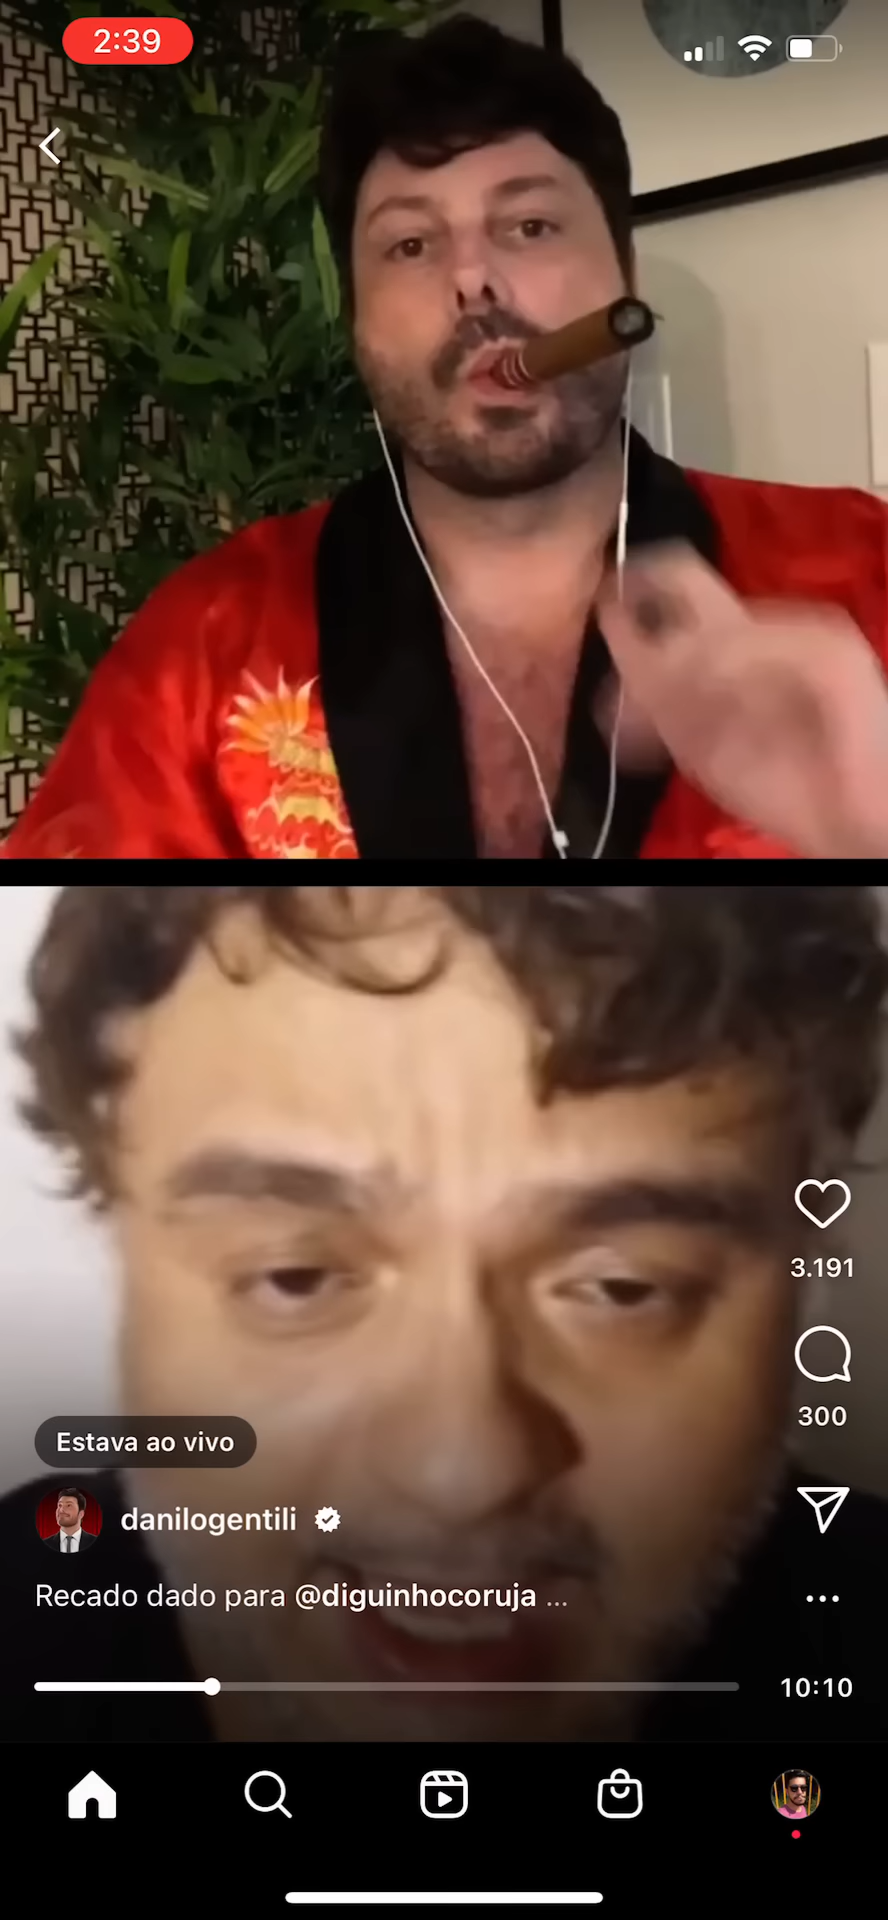 2:39
3.191
300
Estava ao vivo
danilogentili
Recado dado para @diguinhocoruja ...
10:10